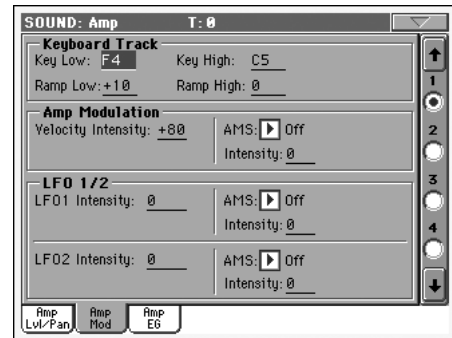 SOUND: Amp T: 0
Keyboard Track
Key Low: F4 Key High: C5
Ramp Low: +10 Ramp High: 0
Amp Modulation
Velocity Intensity: +80 AMS: Off
Intensity: 0
LFO 1/2
LFO1 Intensity: 0 AMS: Off
Intensity: 0
LFO2 Intensity: 0 AMS: Off
Intensity: 0
1
2
3
4
Amp Lvl/Pan Amp Mod Amp EG